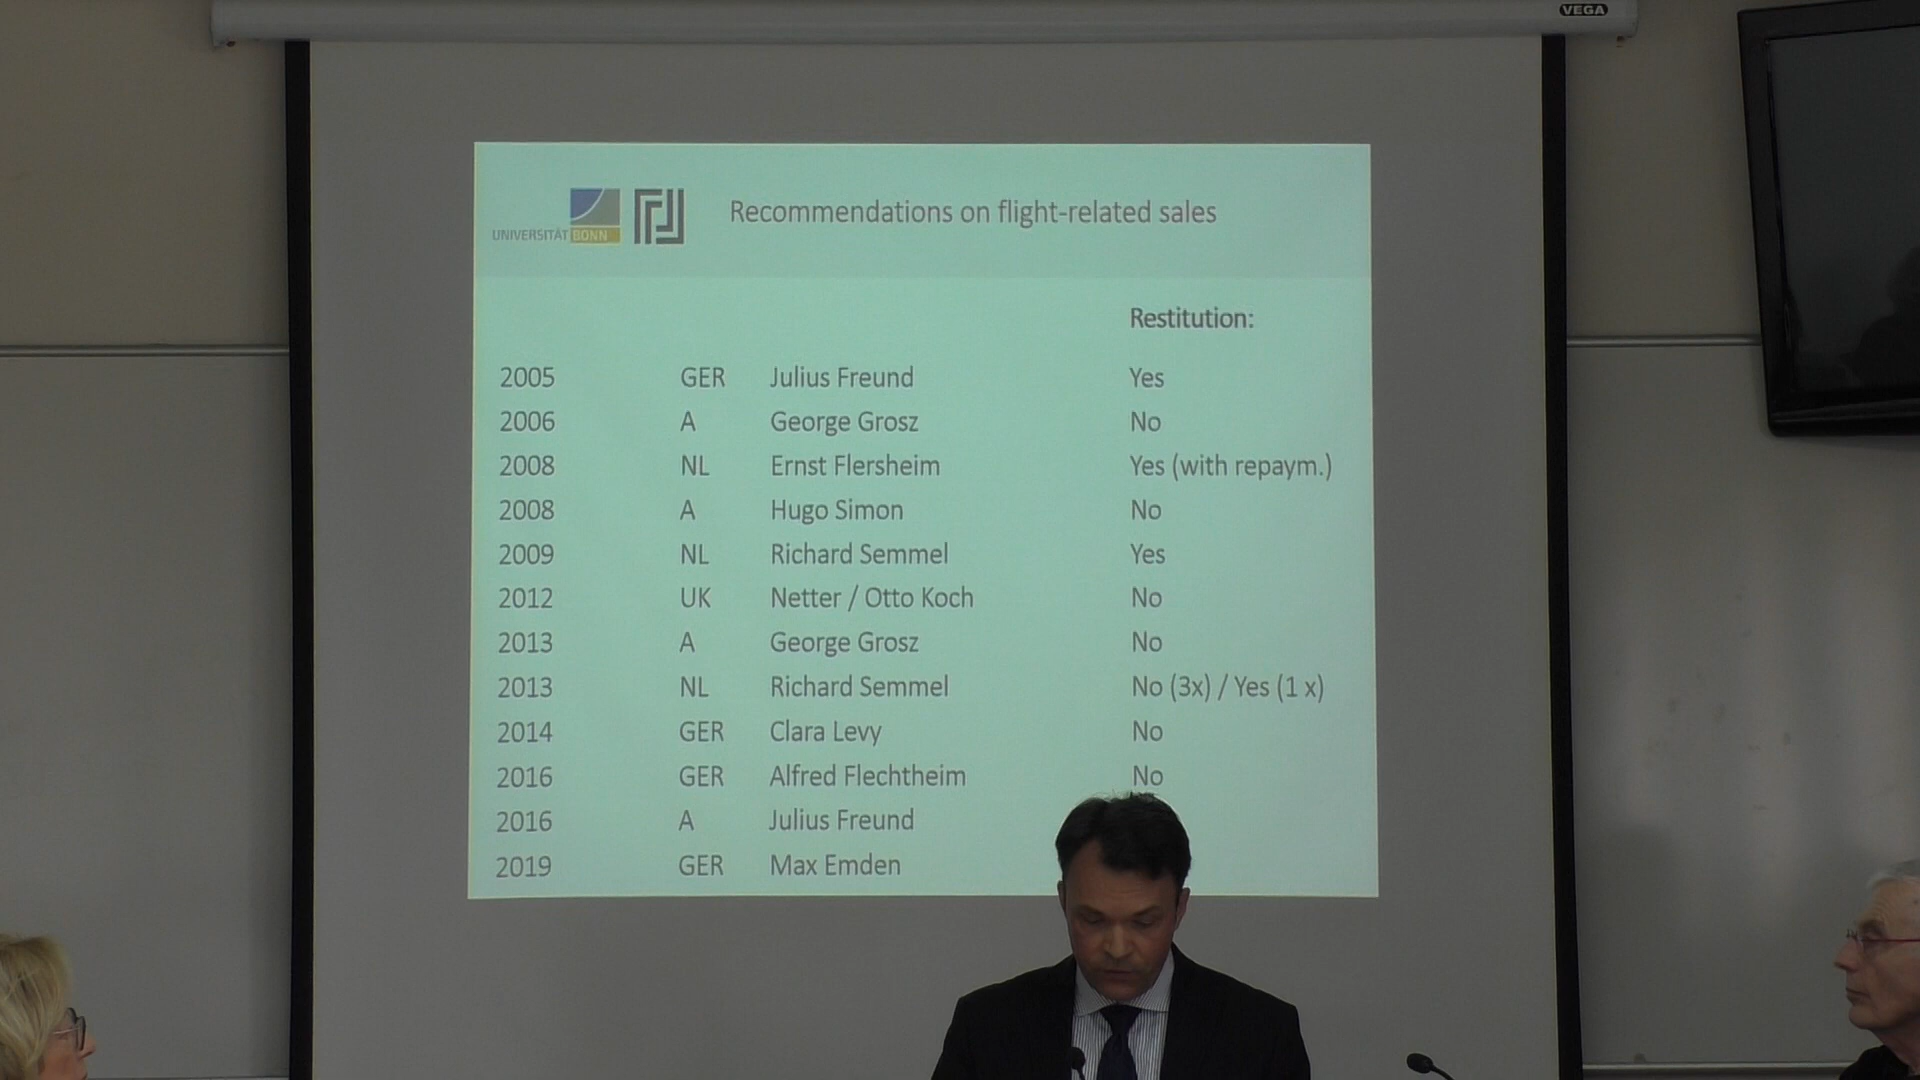 VEGA
UNIVERSITÄT BONN
Recommendations on flight-related sales
Restitution:
2005 GER Julius Freund Yes
2006 A George Grosz No
2008 NL Ernst Flersheim Yes (with repaym.)
2008 A Hugo Simon No
2009 NL Richard Semmel Yes
2012 UK Netter / Otto Koch No
2013 A George Grosz No
2013 NL Richard Semmel No (3x) / Yes (1 x)
2014 GER Clara Levy No
2016 GER Alfred Flechtheim No
2016 A Julius Freund
2019 GER Max Emden